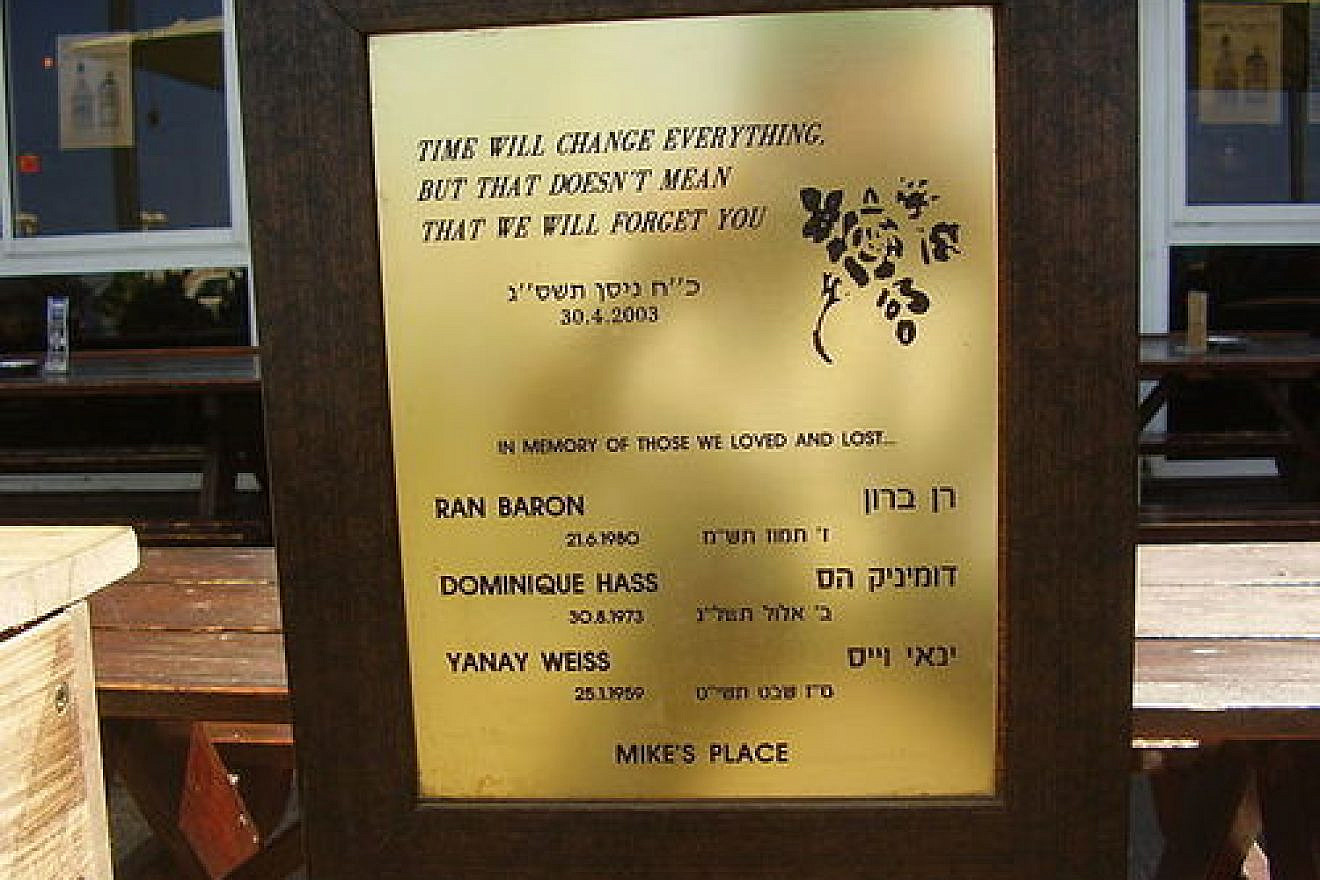 TIME WILL CHANGE EVERYTHING,
BUT THAT DOESN'T MEAN
THAT WE WILL FORGET YOU
כ''ח ניסן תשס''ג
30.4.2003
IN MEMORY OF THOSE WE LOVED AND LOST...
RAN BARON רן ברון
21.6.1980 ז' תמוז תש"מ
DOMINIQUE HASS דומיניק הס
30.8.1973 ב' אלול תשל"ג
YANAY WEISS ינאי וייס
25.1.1959 ט"ז שבט תשי"ט
MIKE'S PLACE